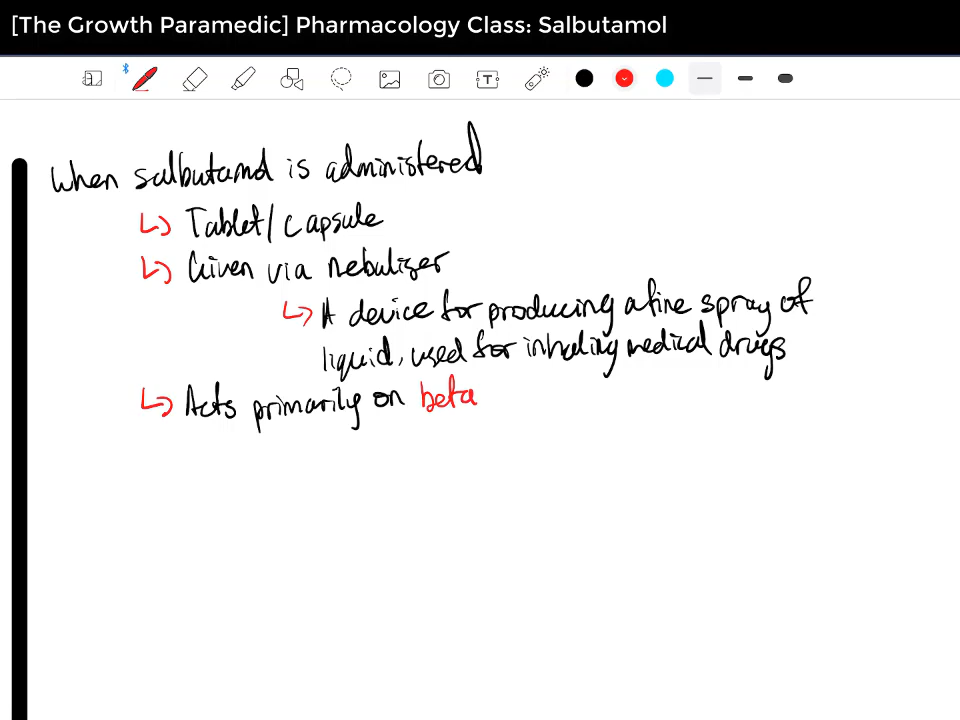 [The Growth Paramedic] Pharmacology Class: Salbutamol
When salbutamol is administered
↳ Tablet/capsule
↳ Given via nebulizer
↳ A device for producing a fine spray of
liquid, used for inhaling medical drugs
↳ Acts primarily on beta